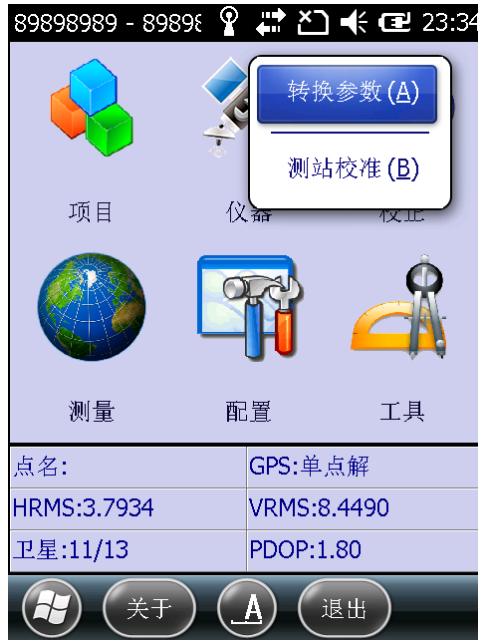 89898989 - 8989 23:34
转换参数(A)
测站校准(B)
项目 仪器 校正
测量 配置 工具
点名: GPS:单点解
HRMS:3.7934 VRMS:8.4490
卫星:11/13 PDOP:1.80
关于 A 退出